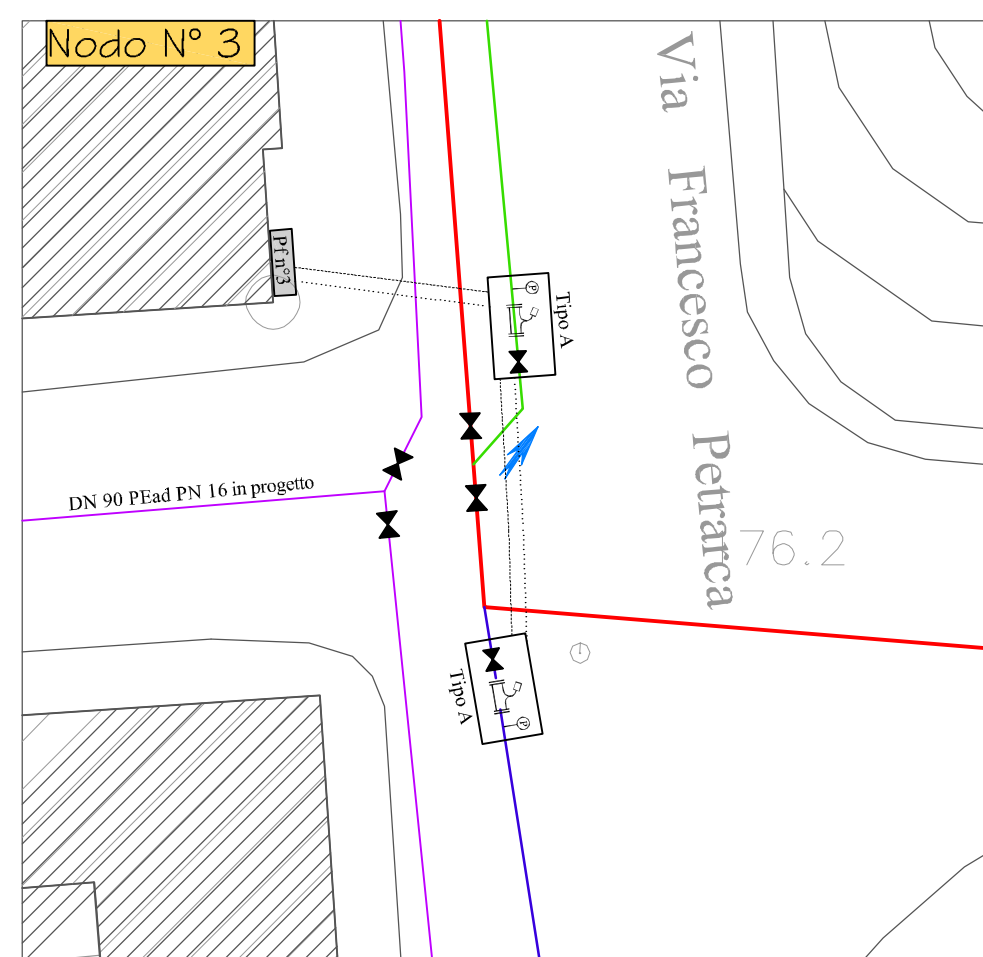 Nodo N° 3
Via Francesco Petrarca
Pf n°3
P
Tipo A
DN 90 PEad PN 16 in progetto
76.2
Tipo A
P